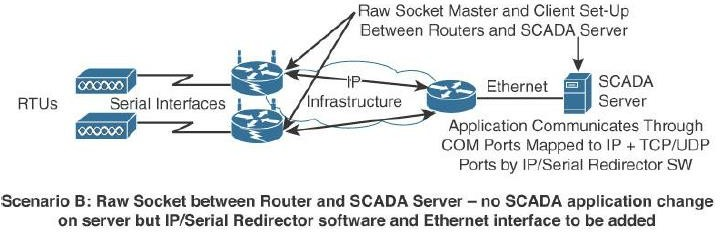 Raw Socket Master and Client Set-Up
Between Routers and SCADA Server
RTUs
Serial Interfaces
IP
Infrastructure
Ethernet
SCADA
Server
Application Communicates Through
COM Ports Mapped to IP + TCP/UDP
Ports by IP/Serial Redirector SW
Scenario B: Raw Socket between Router and SCADA Server – no SCADA application change
on server but IP/Serial Redirector software and Ethernet interface to be added